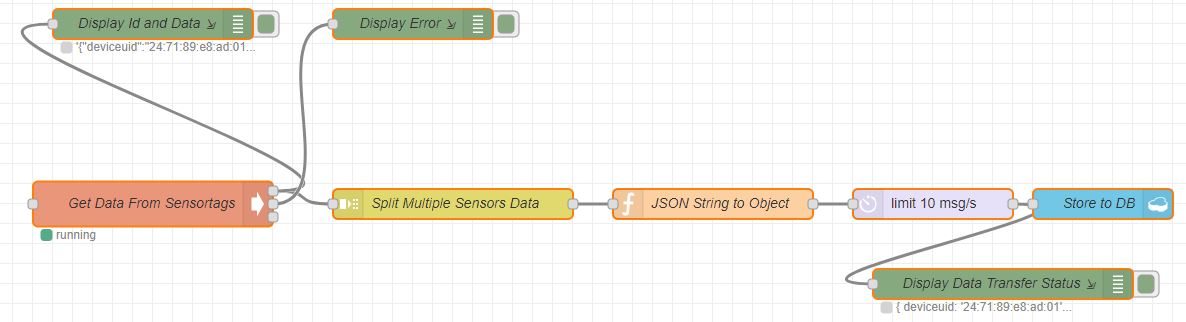 Display Id and Data ⇲
'{"deviceuid":"24:71:89:e8:ad:01...
Display Error ⇲
Get Data From Sensortags
running
Split Multiple Sensors Data
JSON String to Object
limit 10 msg/s
Store to DB
Display Data Transfer Status ⇲
{ deviceuid: '24:71:89:e8:ad:01'...